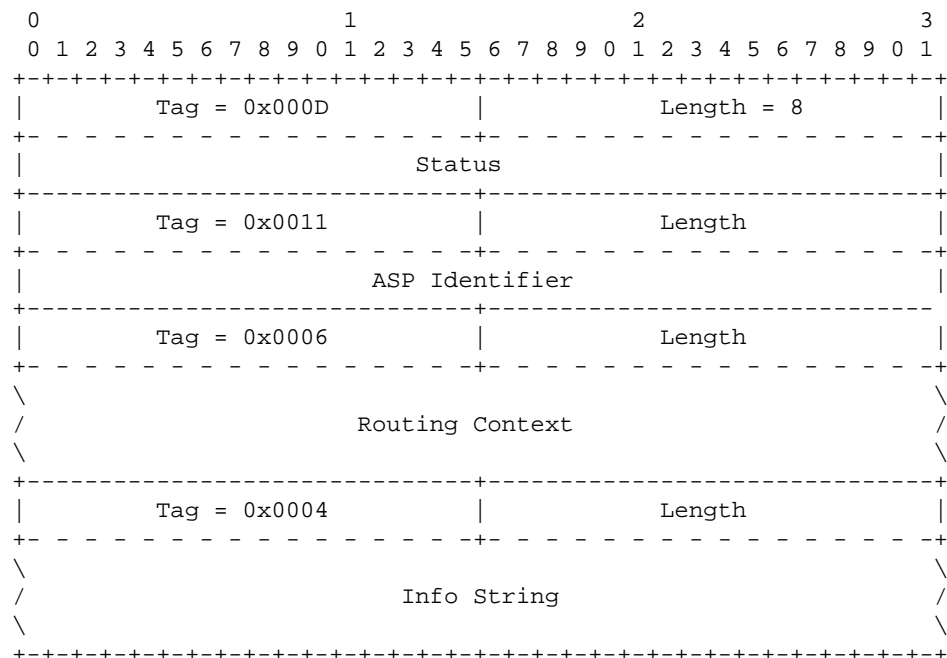 0                   1                   2                   3
 0 1 2 3 4 5 6 7 8 9 0 1 2 3 4 5 6 7 8 9 0 1 2 3 4 5 6 7 8 9 0 1
+-+-+-+-+-+-+-+-+-+-+-+-+-+-+-+-+-+-+-+-+-+-+-+-+-+-+-+-+-+-+-+-+
|         Tag = 0x000D          |            Length = 8         |
+- - - - - - - - - - - - - - - -+- - - - - - - - - - - - - - - -+
|                           Status                              |
+-------------------------------+-------------------------------+
|         Tag = 0x0011          |            Length             |
+- - - - - - - - - - - - - - - -+- - - - - - - - - - - - - - - -+
|                        ASP Identifier                         |
+-------------------------------+-------------------------------
|         Tag = 0x0006          |            Length             |
+- - - - - - - - - - - - - - - -+- - - - - - - - - - - - - - - -+
\                                                               \
/                       Routing Context                         /
\                                                               \
+-------------------------------+-------------------------------+
|         Tag = 0x0004          |            Length             |
+- - - - - - - - - - - - - - - -+- - - - - - - - - - - - - - - -+
\                                                               \
/                          Info String                          /
\                                                               \
+-+-+-+-+-+-+-+-+-+-+-+-+-+-+-+-+-+-+-+-+-+-+-+-+-+-+-+-+-+-+-+-+